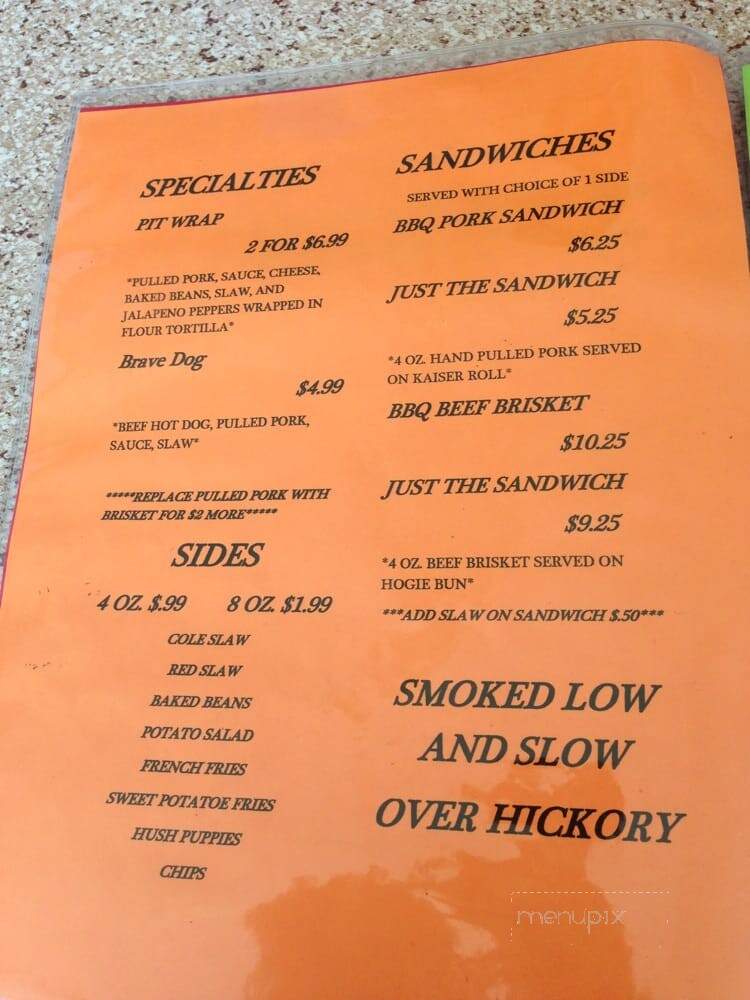 SPECIALTIES
PIT WRAP
2 FOR $6.99
*PULLED PORK, SAUCE, CHEESE,
BAKED BEANS, SLAW, AND
JALAPENO PEPPERS WRAPPED IN
FLOUR TORTILLA*
Brave Dog
$4.99
*BEEF HOT DOG, PULLED PORK,
SAUCE, SLAW*
*****REPLACE PULLED PORK WITH
BRISKET FOR $2 MORE*****
SIDES
4 OZ. $.99 8 OZ. $1.99
COLE SLAW
RED SLAW
BAKED BEANS
POTATO SALAD
FRENCH FRIES
SWEET POTATOE FRIES
HUSH PUPPIES
CHIPS
SANDWICHES
SERVED WITH CHOICE OF 1 SIDE
BBQ PORK SANDWICH
$6.25
JUST THE SANDWICH
$5.25
*4 OZ. HAND PULLED PORK SERVED
ON KAISER ROLL*
BBQ BEEF BRISKET
$10.25
JUST THE SANDWICH
$9.25
*4 OZ. BEEF BRISKET SERVED ON
HOGIE BUN*
***ADD SLAW ON SANDWICH $.50***
SMOKED LOW
AND SLOW
OVER HICKORY
menupix